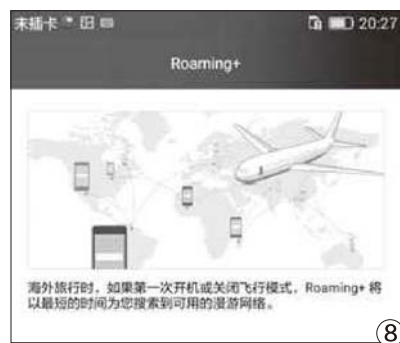 未插卡 20:27
Roaming+
海外旅行时，如果第一次开机或关闭飞行模式，Roaming+ 将
以最短的时间为您搜索到可用的漫游网络。
⑧